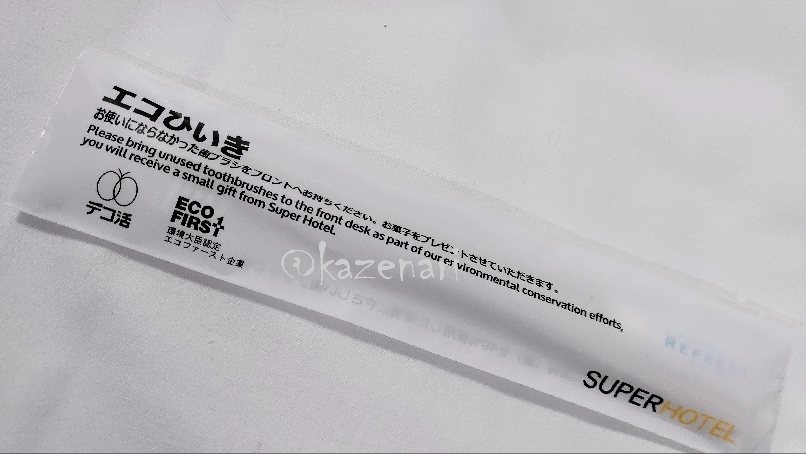 エコひいき
お使いにならなかった歯ブラシをフロントへお持ちください。お菓子をプレゼントさせていただきます。
Please bring unused toothbrushes to the front desk as part of our environmental conservation efforts,
you will receive a small gift from Super Hotel.
デコ活
ECO
FIRST
環境大臣認定
エコファースト企業
@kazenari
SUPERHOTEL